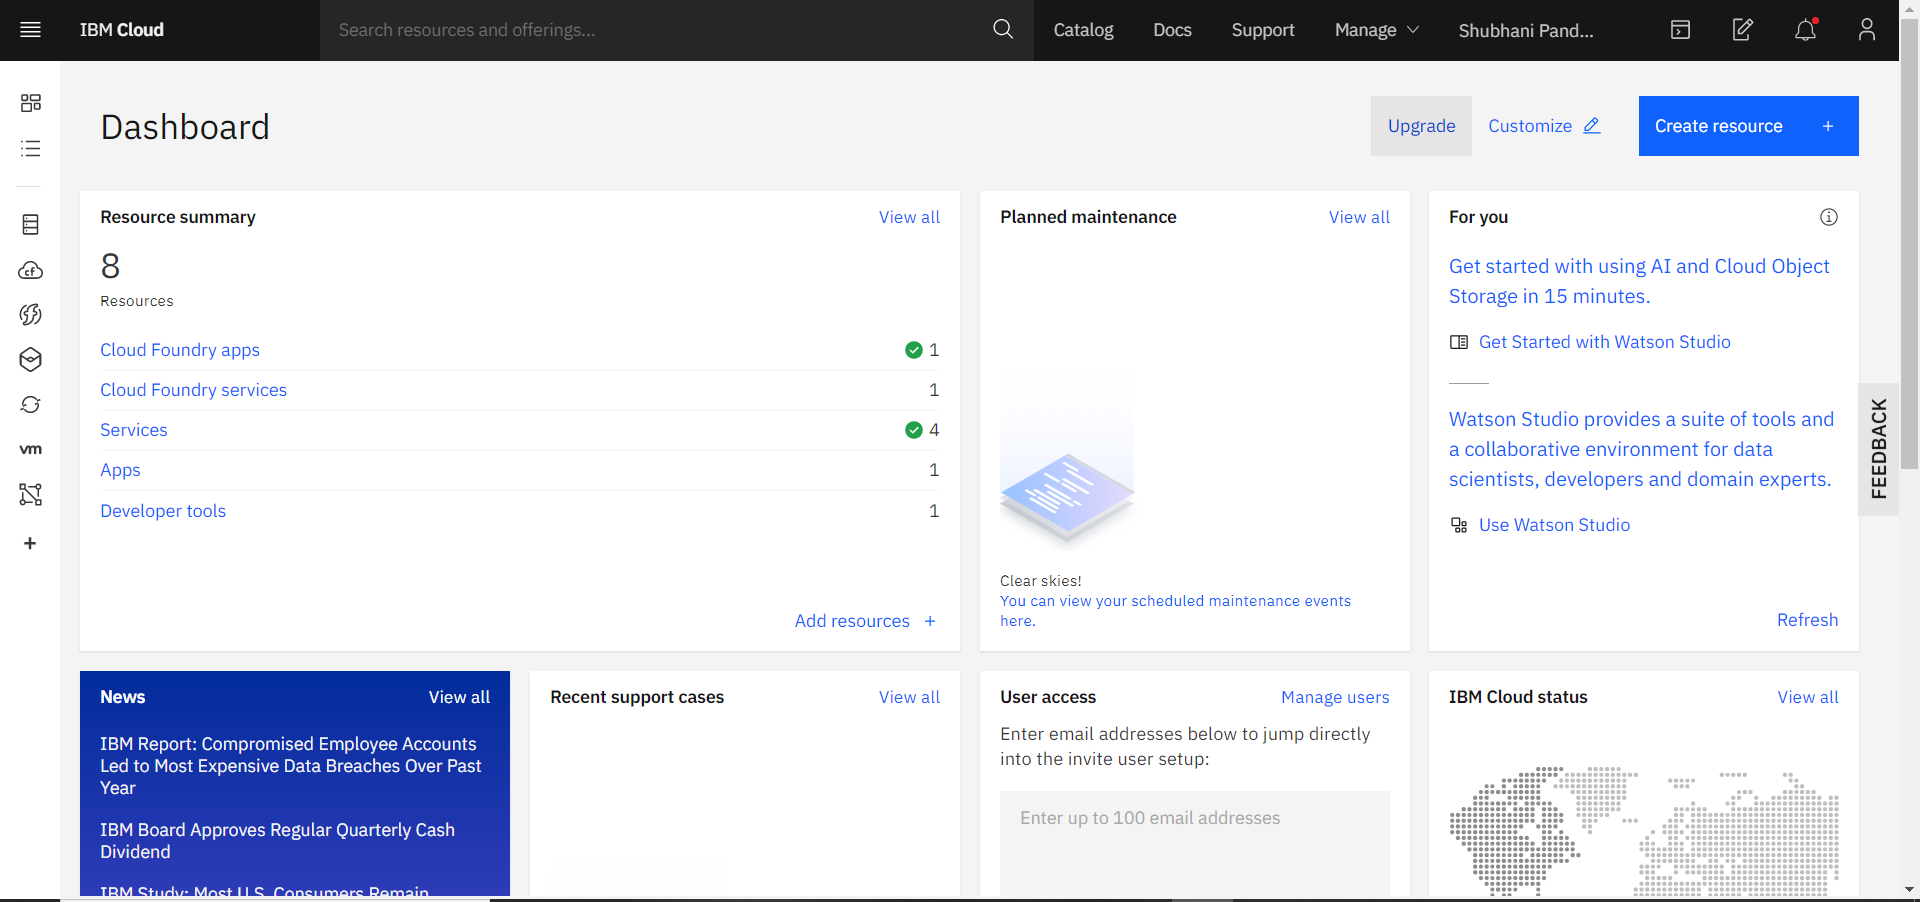 IBM Cloud
Search resources and offerings...
Catalog
Docs
Support
Manage
Shubhani Pand...
Dashboard
Upgrade
Customize
Create resource +
Resource summary
View all
8
Resources
Cloud Foundry apps
1
Cloud Foundry services
1
Services
4
Apps
1
Developer tools
1
Add resources +
Planned maintenance
View all
Clear skies!
You can view your scheduled maintenance events
here.
For you
Get started with using AI and Cloud Object
Storage in 15 minutes.
Get Started with Watson Studio
Watson Studio provides a suite of tools and
a collaborative environment for data
scientists, developers and domain experts.
Use Watson Studio
Refresh
FEEDBACK
cf
vm
+
News
View all
IBM Report: Compromised Employee Accounts
Led to Most Expensive Data Breaches Over Past
Year
IBM Board Approves Regular Quarterly Cash
Dividend
IBM Study: Most U.S. Consumers Remain
Recent support cases
View all
User access
Manage users
Enter email addresses below to jump directly
into the invite user setup:
Enter up to 100 email addresses
IBM Cloud status
View all